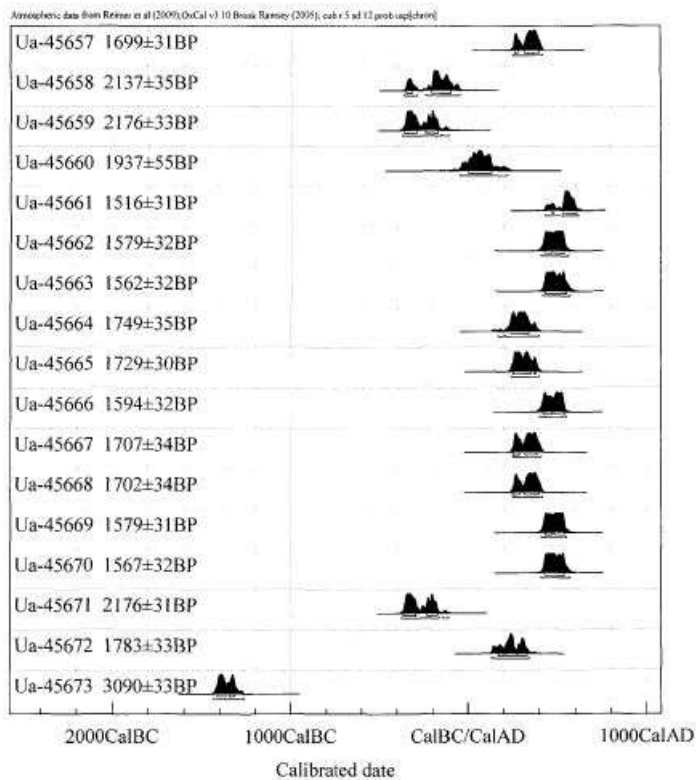 Atmospheric data from Reimer et al (2009);OxCal v3.10 Bronk Ramsey (2005); cub r:5 sd:12 prob usp[chron]
Ua-45657 1699±31BP
Ua-45658 2137±35BP
Ua-45659 2176±33BP
Ua-45660 1937±55BP
Ua-45661 1516±31BP
Ua-45662 1579±32BP
Ua-45663 1562±32BP
Ua-45664 1749±35BP
Ua-45665 1729±30BP
Ua-45666 1594±32BP
Ua-45667 1707±34BP
Ua-45668 1702±34BP
Ua-45669 1579±31BP
Ua-45670 1567±32BP
Ua-45671 2176±31BP
Ua-45672 1783±33BP
Ua-45673 3090±33BP
2000CalBC 1000CalBC CalBC/CalAD 1000CalAD
Calibrated date